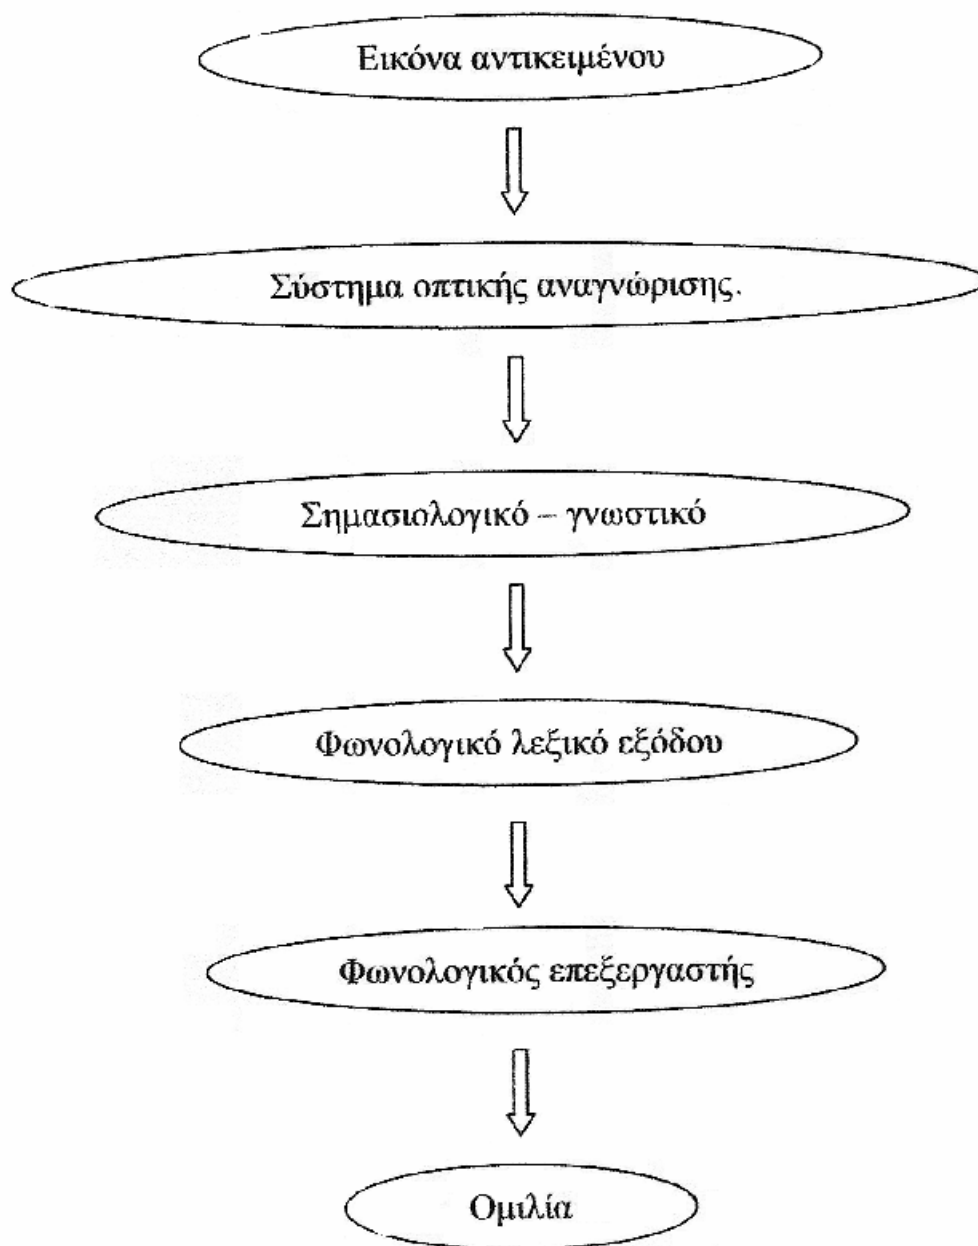 Εικόνα αντικειμένου
Σύστημα οπτικής αναγνώρισης.
Σημασιολογικό – γνωστικό
Φωνολογικό λεξικό εξόδου
Φωνολογικός επεξεργαστής
Ομιλία